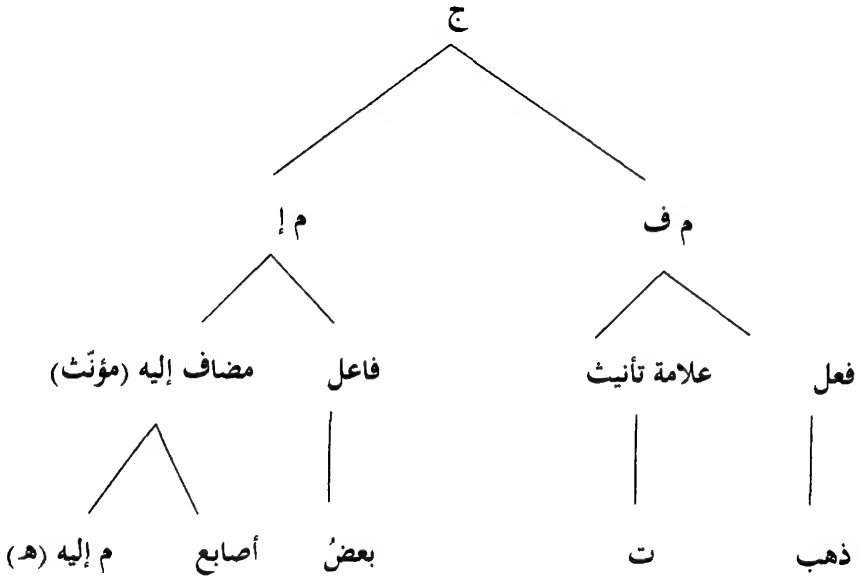 ج
م ف م إ
فعل علامة تأنيث فاعل مضاف إليه (مؤنّث)
ذهب ت بعضُ أصابع م إليه (هـ)